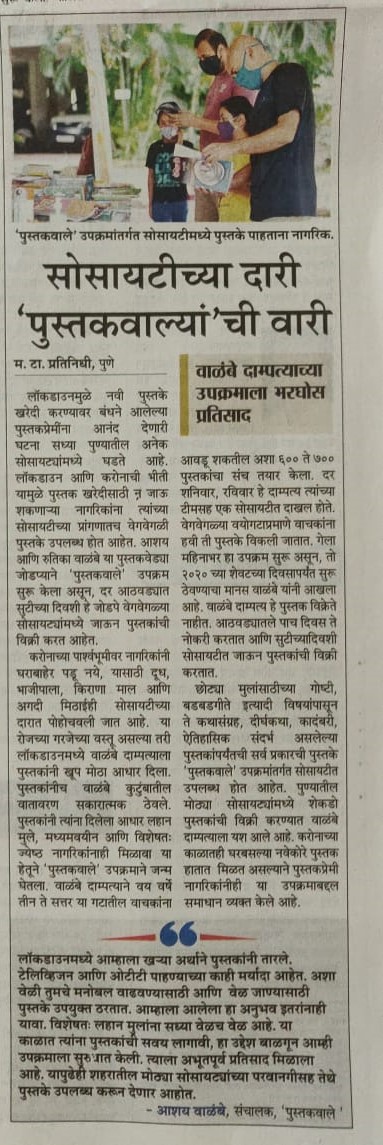 'पुस्तकवाले' उपक्रमांतर्गत सोसायटीमध्ये पुस्तके पाहताना नागरिक.
सोसायटीच्या दारी
'पुस्तकवाल्यां'ची वारी
म. टा. प्रतिनिधी, पुणे
लॉकडाउनमुळे नवी पुस्तके
खरेदी करण्यावर बंधने आलेल्या
पुस्तकप्रेमींना आनंद देणारी
घटना सध्या पुण्यातील अनेक
सोसायट्यांमध्ये घडते आहे.
लॉकडाउन आणि करोनाची भीती
यामुळे पुस्तक खरेदीसाठी न जाऊ
शकणाऱ्या नागरिकांना त्यांच्या
सोसायटीच्या प्रांगणातच वेगवेगळी
पुस्तके उपलब्ध होत आहेत. आशय
आणि रुतिका वाळंबे या पुस्तकवेड्या
जोडप्याने 'पुस्तकवाले' उपक्रम
सुरू केला असून, दर आठवड्यात
सुटीच्या दिवशी हे जोडपे वेगवेगळ्या
सोसायट्यांमध्ये जाऊन पुस्तकांची
विक्री करत आहेत.
करोनाच्या पार्श्वभूमीवर नागरिकांनी
घराबाहेर पडू नये, यासाठी दूध,
भाजीपाला, किराणा माल आणि
अगदी मिठाईही सोसायटीच्या
दारात पोहोचवली जात आहे. या
रोजच्या गरजेच्या वस्तू असल्या तरी
लॉकडाउनमध्ये वाळंबे दाम्पत्याला
पुस्तकांनी खूप मोठा आधार दिला.
पुस्तकांनीच वाळंबे कुटुंबातील
वातावरण सकारात्मक ठेवले.
पुस्तकांनी त्यांना दिलेला आधार लहान
मुले, मध्यमवयीन आणि विशेषतः
ज्येष्ठ नागरिकांनाही मिळावा या
हेतूने 'पुस्तकवाले' उपक्रमाने जन्म
घेतला. वाळंबे दाम्पत्याने वय वर्षे
तीन ते सत्तर या गटातील वाचकांना
वाळंबे दाम्पत्याच्या
उपक्रमाला भरघोस
प्रतिसाद
आवडू शकतील अशा ६०० ते ७००
पुस्तकांचा संच तयार केला. दर
शनिवार, रविवार हे दाम्पत्य त्यांच्या
टीमसह एक सोसायटीत दाखल होते.
वेगवेगळ्या वयोगटाप्रमाणे वाचकांना
हवी ती पुस्तके विकली जातात. गेला
महिनाभर हा उपक्रम सुरू असून, तो
२०२० च्या शेवटच्या दिवसापर्यंत सुरू
ठेवण्याचा मानस वाळंबे यांनी आखला
आहे. वाळंबे दाम्पत्य हे पुस्तक विक्रेते
नाहीत. आठवड्यातले पाच दिवस ते
नोकरी करतात आणि सुटीच्यादिवशी
सोसायटीत जाऊन पुस्तकांची विक्री
करतात.
छोट्या मुलांसाठीच्या गोष्टी,
बडबडगीते इत्यादी विषयांपासून
ते कथासंग्रह, दीर्घकथा, कादंबरी,
ऐतिहासिक संदर्भ असलेल्या
पुस्तकांपर्यंतची सर्व प्रकारची पुस्तके
'पुस्तकवाले' उपक्रमांतर्गत सोसायटीत
उपलब्ध होत आहेत. पुण्यातील
मोठ्या सोसायट्यांमध्ये शेकडो
पुस्तकांची विक्री करण्यात वाळंबे
दाम्पत्याला यश आले आहे. करोनाच्या
काळातही घरबसल्या नवेकोरे पुस्तक
हातात मिळत असल्याने पुस्तकप्रेमी
नागरिकांनीही या उपक्रमाबद्दल
समाधान व्यक्त केले आहे.
लॉकडाउनमध्ये आम्हाला खऱ्या अर्थाने पुस्तकांनी तारले.
टेलिव्हिजन आणि ओटीटी पाहण्याच्या काही मर्यादा आहेत. अशा
वेळी तुमचे मनोबल वाढवण्यासाठी आणि वेळ जाण्यासाठी
पुस्तके उपयुक्त ठरतात. आम्हाला आलेला हा अनुभव इतरांनाही
यावा. विशेषतः लहान मुलांना सध्या वेळच वेळ आहे. या
काळात त्यांना पुस्तकांची सवय लागावी, हा उद्देश बाळगून आम्ही
उपक्रमाला सुरुवात केली. त्याला अभूतपूर्व प्रतिसाद मिळाला
आहे. यापुढेही शहरातील मोठ्या सोसायट्यांच्या परवानगीसह तेथे
पुस्तके उपलब्ध करून देणार आहोत.
- आशय वाळंबे, संचालक, 'पुस्तकवाले'